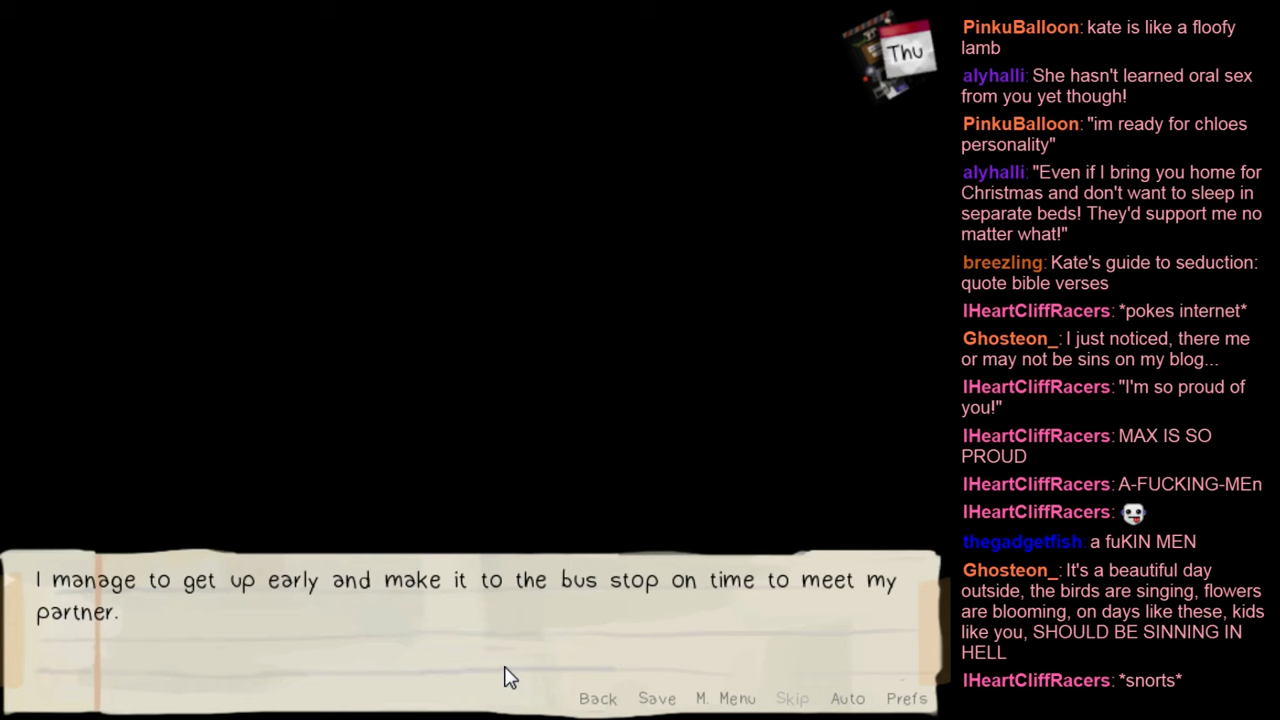 Thu
I manage to get up early and make it to the bus stop on time to meet my
partner.
Back Save M. Menu Skip Auto Prefs
PinkuBalloon: kate is like a floofy
lamb
alyhalli: She hasn't learned oral sex
from you yet though!
PinkuBalloon: "im ready for chloes
personality"
alyhalli: "Even if I bring you home for
Christmas and don't want to sleep in
separate beds! They'd support me no
matter what!"
breezling: Kate's guide to seduction:
quote bible verses
IHeartCliffRacers: *pokes internet*
Ghosteon_: I just noticed, there me
or may not be sins on my blog...
IHeartCliffRacers: "I'm so proud of
you!"
IHeartCliffRacers: MAX IS SO
PROUD
IHeartCliffRacers: A-FUCKING-MEn
IHeartCliffRacers:
thegadgetfish: a fuKIN MEN
Ghosteon_: It's a beautiful day
outside, the birds are singing, flowers
are blooming, on days like these, kids
like you, SHOULD BE SINNING IN
HELL
IHeartCliffRacers: *snorts*